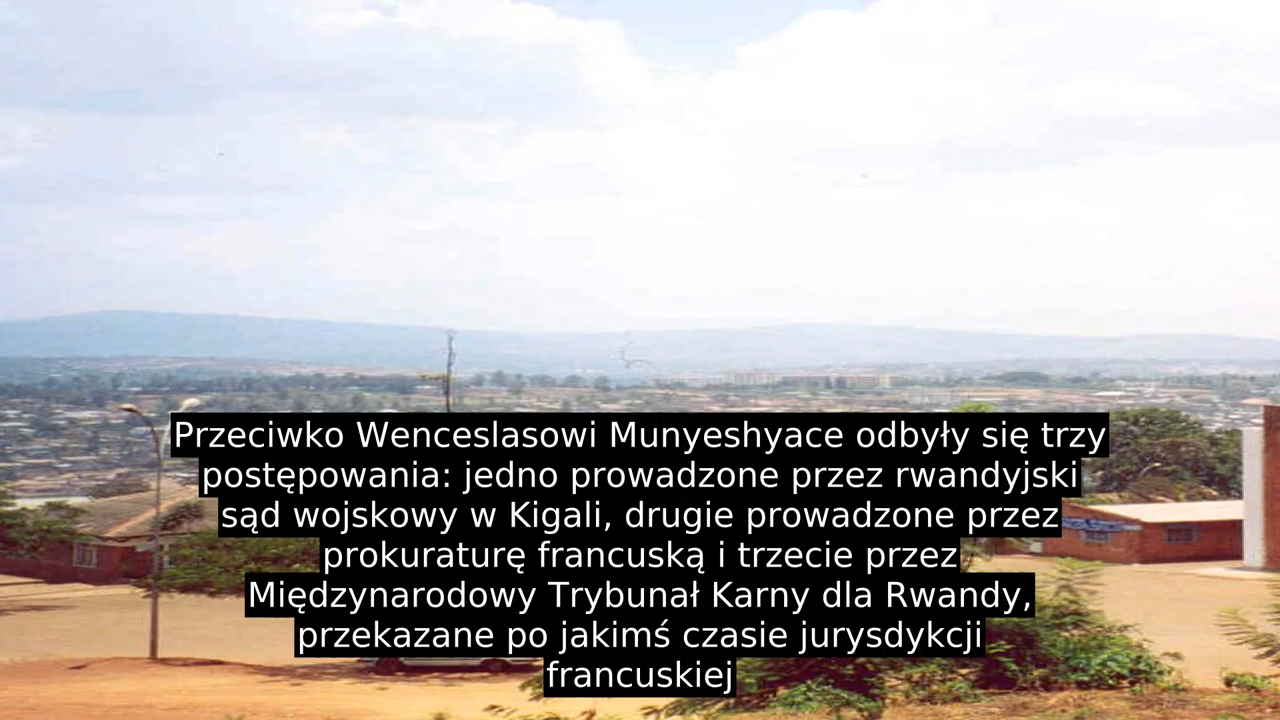 Przeciwko Wenceslasowi Munyeshyace odbyły się trzy
postępowania: jedno prowadzone przez rwandyjski
sąd wojskowy w Kigali, drugie prowadzone przez
prokuraturę francuską i trzecie przez
Międzynarodowy Trybunał Karny dla Rwandy,
przekazane po jakimś czasie jurysdykcji
francuskiej